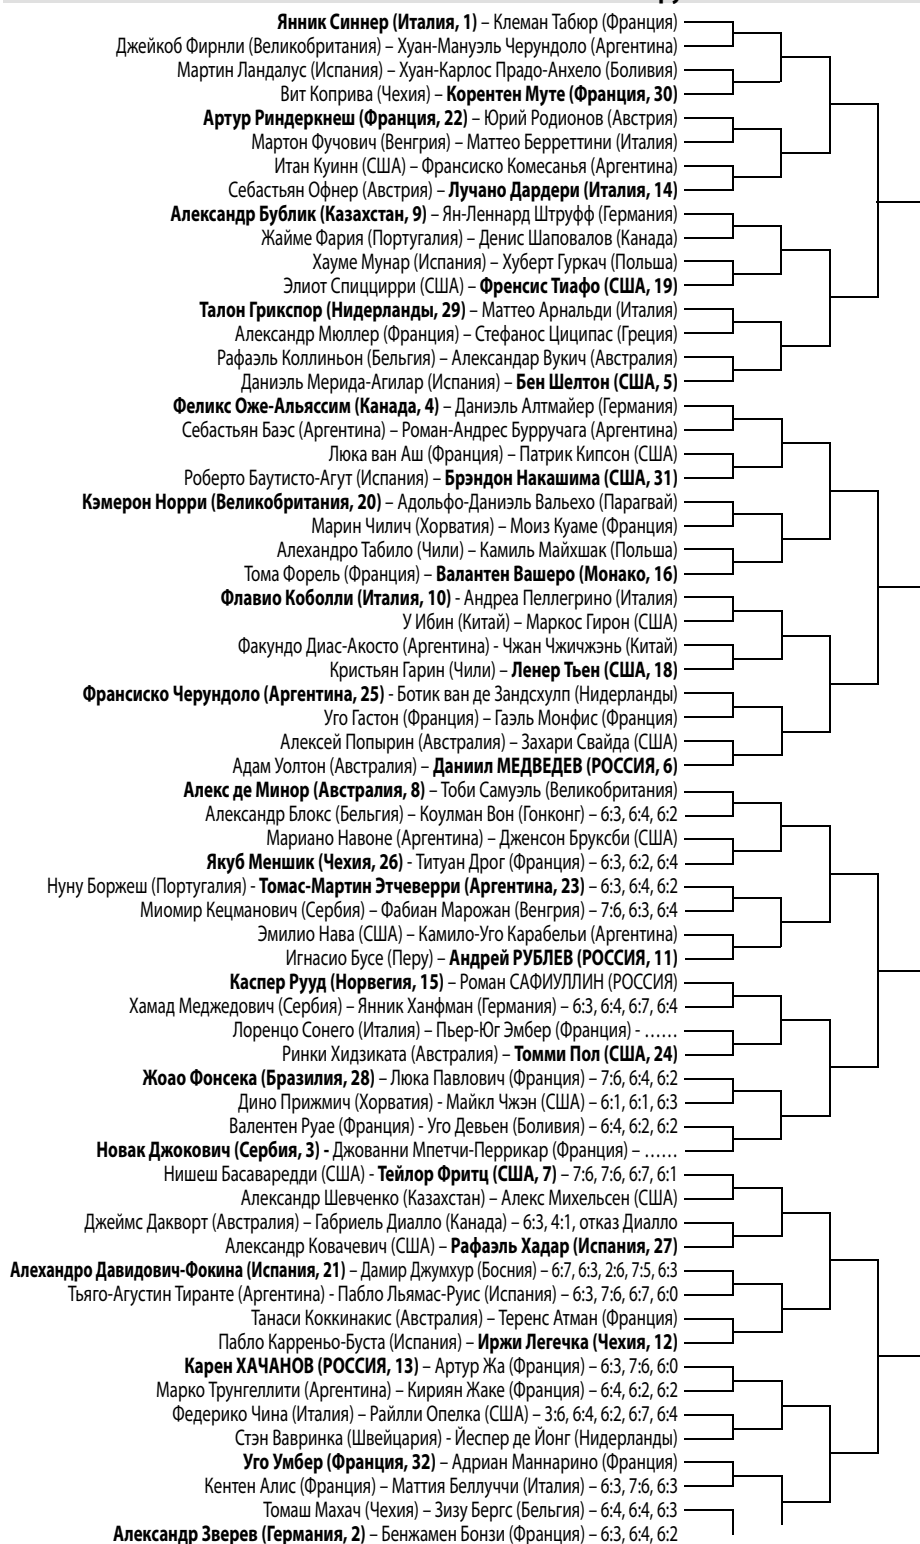 Янник Синнер (Италия, 1) – Клеман Табюр (Франция)
Джейкоб Фирнли (Великобритания) – Хуан-Мануэль Черундоло (Аргентина)
Мартин Ландалус (Испания) – Хуан-Карлос Прадо-Анхело (Боливия)
Вит Коприва (Чехия) – Корентен Муте (Франция, 30)
Артур Риндеркнеш (Франция, 22) – Юрий Родионов (Австрия)
Мартон Фучович (Венгрия) – Маттео Берреттини (Италия)
Итан Куинн (США) – Франсиско Комесанья (Аргентина)
Себастьян Офнер (Австрия) – Лучано Дардери (Италия, 14)
Александр Бублик (Казахстан, 9) – Ян-Леннард Штруфф (Германия)
Жайме Фария (Португалия) – Денис Шаповалов (Канада)
Хауме Мунар (Испания) – Хуберт Гуркач (Польша)
Элиот Спиццирри (США) – Френсис Тиафо (США, 19)
Талон Грикспор (Нидерланды, 29) – Маттео Арнальди (Италия)
Александр Мюллер (Франция) – Стефанос Циципас (Греция)
Рафаэль Коллиньон (Бельгия) – Александар Вукич (Австралия)
Даниэль Мерида-Агилар (Испания) – Бен Шелтон (США, 5)
Феликс Оже-Альяссим (Канада, 4) – Даниэль Алтмайер (Германия)
Себастьян Баэс (Аргентина) – Роман-Андрес Бурручага (Аргентина)
Люка ван Аш (Франция) – Патрик Кипсон (США)
Роберто Баутисто-Агут (Испания) – Брэндон Накашима (США, 31)
Кэмерон Норри (Великобритания, 20) – Адольфо-Даниэль Вальехо (Парагвай)
Марин Чилич (Хорватия) – Моиз Куаме (Франция)
Алехандро Табило (Чили) – Камиль Майхшак (Польша)
Тома Форель (Франция) – Валантен Вашеро (Монако, 16)
Флавио Коболли (Италия, 10) - Андреа Пеллегрино (Италия)
У Ибин (Китай) – Маркос Гирон (США)
Факундо Диас-Акосто (Аргентина) - Чжан Чжичжэнь (Китай)
Кристьян Гарин (Чили) – Ленер Тьен (США, 18)
Франсиско Черундоло (Аргентина, 25) - Ботик ван де Зандсхулп (Нидерланды)
Уго Гастон (Франция) – Гаэль Монфис (Франция)
Алексей Попырин (Австралия) – Захари Свайда (США)
Адам Уолтон (Австралия) – Даниил МЕДВЕДЕВ (РОССИЯ, 6)
Алекс де Минор (Австралия, 8) – Тоби Самуэль (Великобритания)
Александр Блокс (Бельгия) – Коулман Вон (Гонконг) – 6:3, 6:4, 6:2
Мариано Навоне (Аргентина) – Дженсон Бруксби (США)
Якуб Меншик (Чехия, 26) - Титуан Дрог (Франция) – 6:3, 6:2, 6:4
Нуну Боржеш (Португалия) - Томас-Мартин Этчеверри (Аргентина, 23) – 6:3, 6:4, 6:2
Миомир Кецманович (Сербия) – Фабиан Марожан (Венгрия) – 7:6, 6:3, 6:4
Эмилио Нава (США) – Камило-Уго Карабельи (Аргентина)
Игнасио Бусе (Перу) – Андрей РУБЛЕВ (РОССИЯ, 11)
Каспер Рууд (Норвегия, 15) – Роман САФИУЛЛИН (РОССИЯ)
Хамад Меджедович (Сербия) – Янник Ханфман (Германия) – 6:3, 6:4, 6:7, 6:4
Лоренцо Сонего (Италия) – Пьер-Юг Эмбер (Франция) - ......
Ринки Хидзиката (Австралия) – Томми Пол (США, 24)
Жоао Фонсека (Бразилия, 28) – Люка Павлович (Франция) – 7:6, 6:4, 6:2
Дино Прижмич (Хорватия) - Майкл Чжэн (США) – 6:1, 6:1, 6:3
Валентен Руае (Франция) - Уго Девьен (Боливия) – 6:4, 6:2, 6:2
Новак Джокович (Сербия, 3) - Джованни Мпетчи-Перрикар (Франция) – ......
Нишеш Басаваредди (США) - Тейлор Фритц (США, 7) – 7:6, 7:6, 6:7, 6:1
Александр Шевченко (Казахстан) – Алекс Михельсен (США)
Джеймс Дакворт (Австралия) – Габриель Диалло (Канада) – 6:3, 4:1, отказ Диалло
Александр Ковачевич (США) – Рафаэль Хадар (Испания, 27)
Алехандро Давидович-Фокина (Испания, 21) – Дамир Джумхур (Босния) – 6:7, 6:3, 2:6, 7:5, 6:3
Тьяго-Агустин Тиранте (Аргентина) - Пабло Льямас-Руис (Испания) – 6:3, 7:6, 6:7, 6:0
Танаси Коккинакис (Австралия) – Теренс Атман (Франция)
Пабло Карреньо-Буста (Испания) – Иржи Легечка (Чехия, 12)
Карен ХАЧАНОВ (РОССИЯ, 13) – Артур Жа (Франция) – 6:3, 7:6, 6:0
Марко Трунгеллити (Аргентина) – Кириян Жаке (Франция) – 6:4, 6:2, 6:2
Федерико Чина (Италия) – Райлли Опелка (США) – 3:6, 6:4, 6:2, 6:7, 6:4
Стэн Вавринка (Швейцария) - Йеспер де Йонг (Нидерланды)
Уго Умбер (Франция, 32) – Адриан Маннарино (Франция)
Кентен Алис (Франция) – Маттия Беллуччи (Италия) – 6:3, 7:6, 6:3
Томаш Махач (Чехия) – Зизу Бергс (Бельгия) – 6:4, 6:4, 6:3
Александр Зверев (Германия, 2) – Бенжамен Бонзи (Франция) – 6:3, 6:4, 6:2